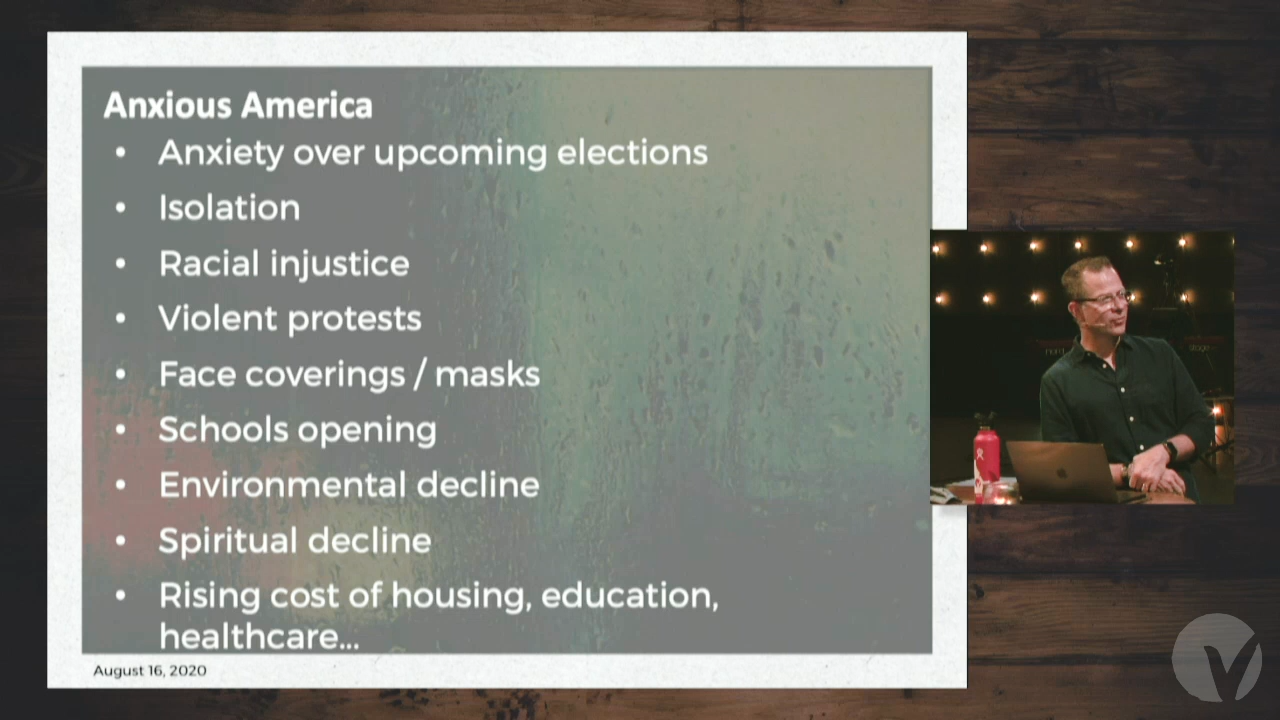 Anxious America
• Anxiety over upcoming elections
• Isolation
• Racial injustice
• Violent protests
• Face coverings / masks
• Schools opening
• Environmental decline
• Spiritual decline
• Rising cost of housing, education,
healthcare...
August 16, 2020
stage
V